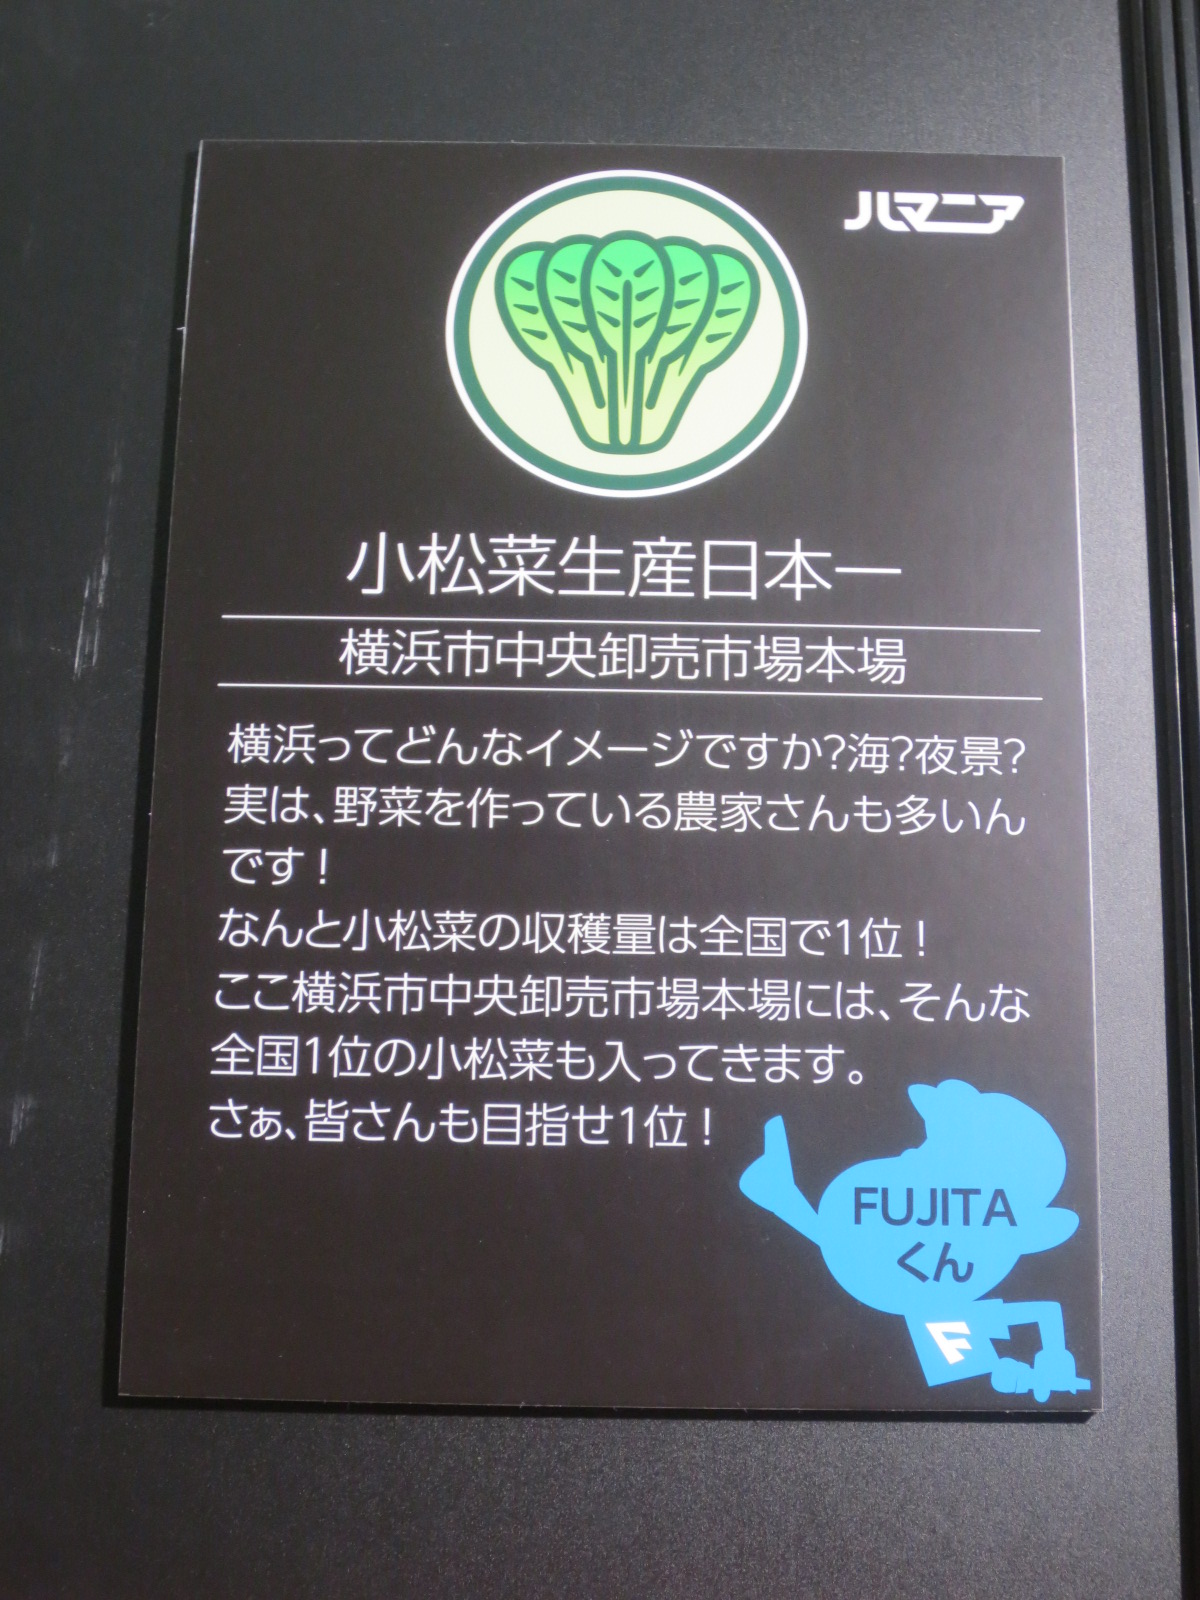 ハマニア
小松菜生産日本一
横浜市中央卸売市場本場
横浜ってどんなイメージですか?海?夜景?
実は、野菜を作っている農家さんも多いん
です!
なんと小松菜の収穫量は全国で1位!
ここ横浜市中央卸売市場本場には、そんな
全国1位の小松菜も入ってきます。
さぁ、皆さんも目指せ1位!
FUJITA
くん
F